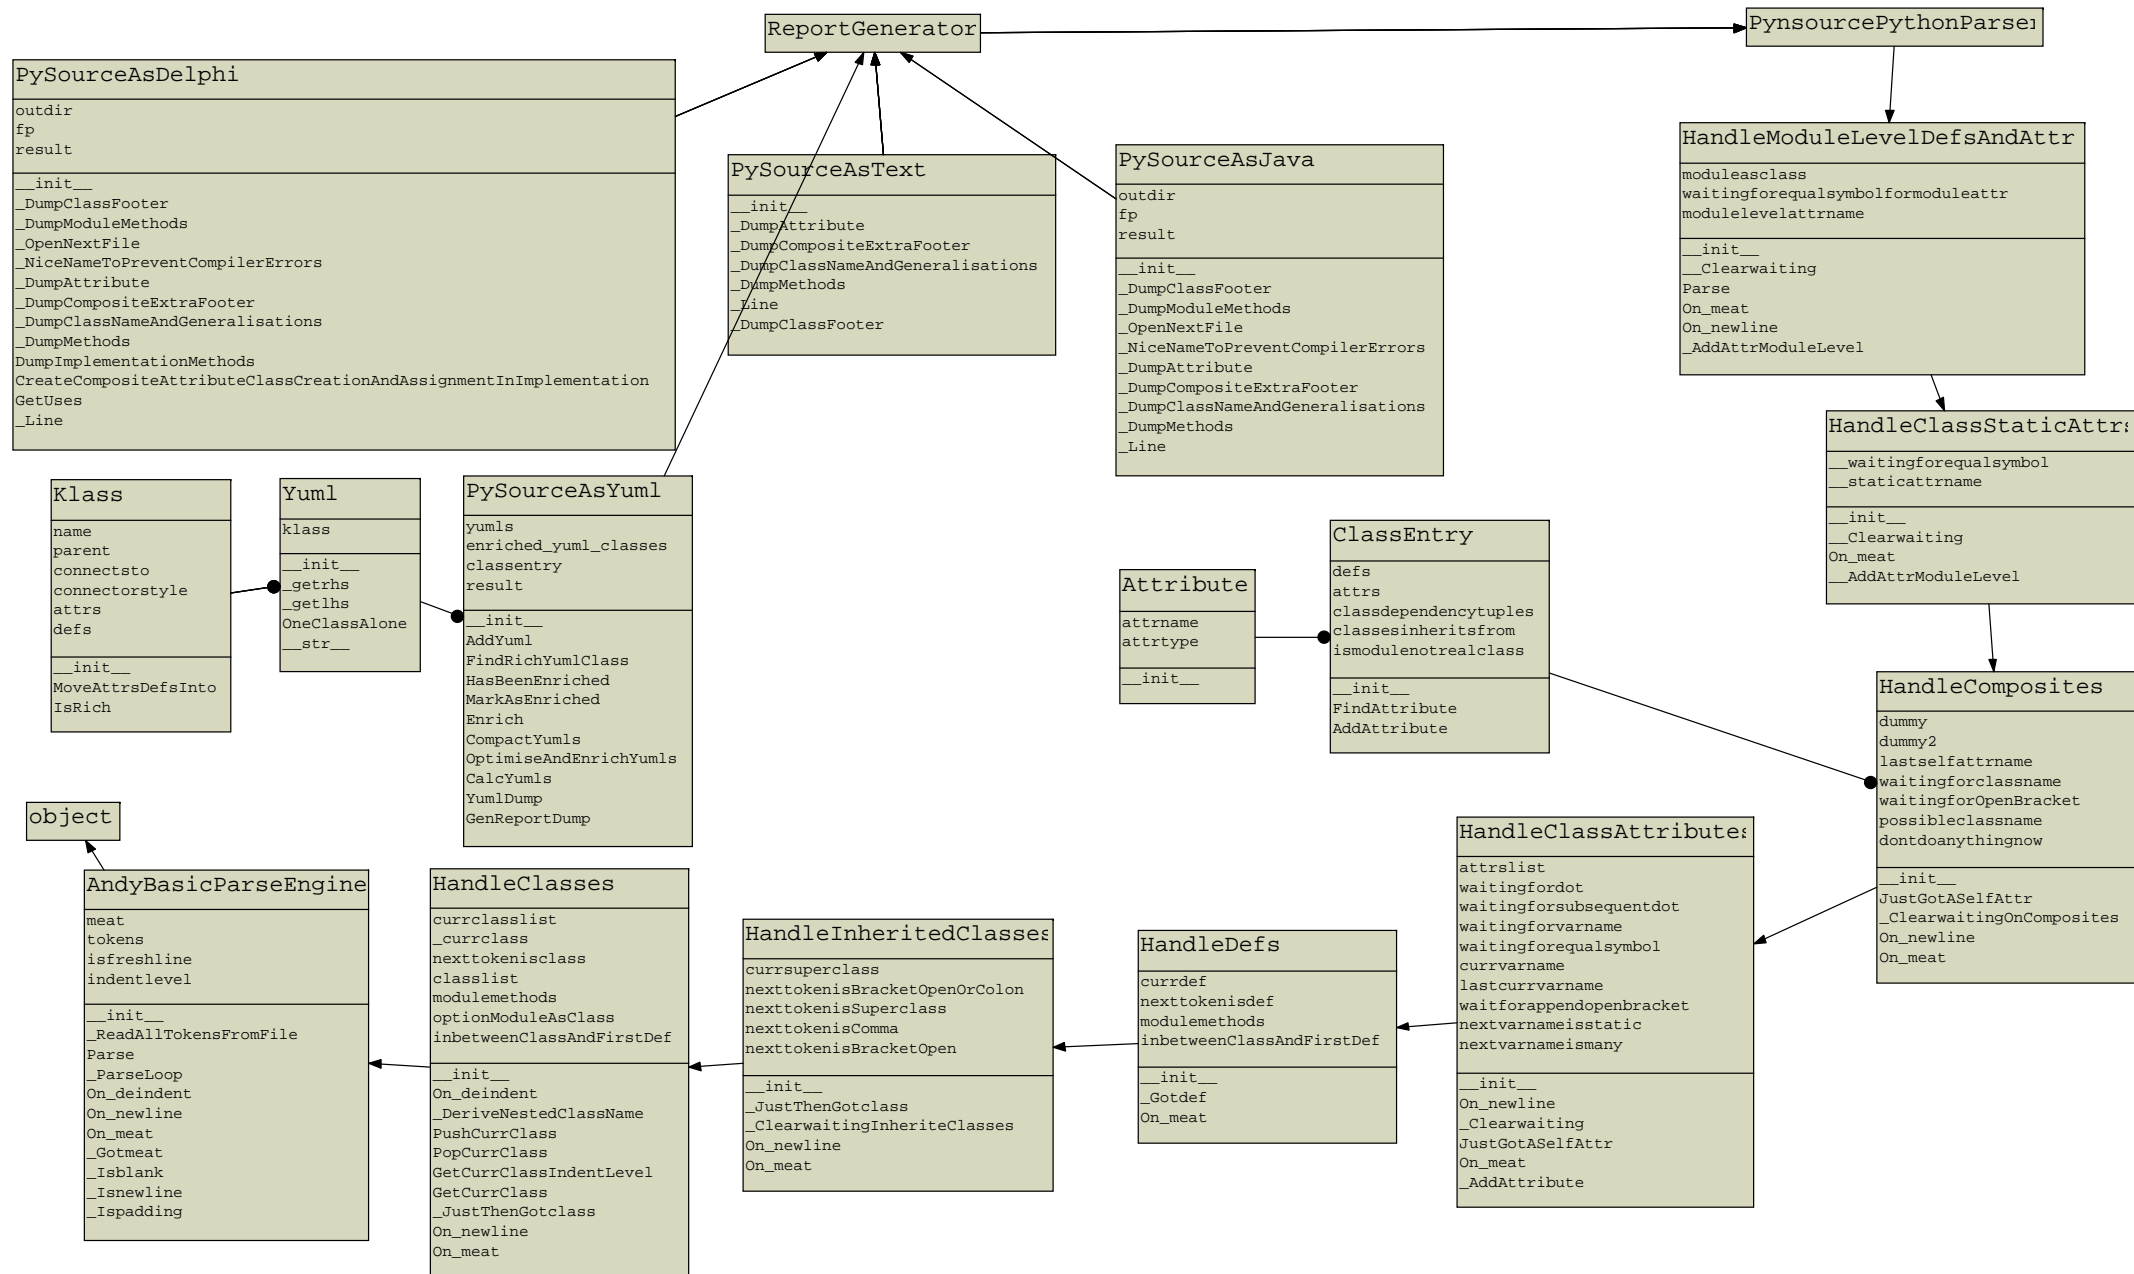 ReportGenerator
PynsourcePythonParser
PySourceAsDelphi
outdir
fp
result
__init__
_DumpClassFooter
_DumpModuleMethods
_OpenNextFile
_NiceNameToPreventCompilerErrors
_DumpAttribute
_DumpCompositeExtraFooter
_DumpClassNameAndGeneralisations
_DumpMethods
DumpImplementationMethods
CreateCompositeAttributeClassCreationAndAssignmentInImplementation
GetUses
_Line
PySourceAsText
__init__
_DumpAttribute
_DumpCompositeExtraFooter
_DumpClassNameAndGeneralisations
_DumpMethods
_Line
_DumpClassFooter
PySourceAsJava
outdir
fp
result
__init__
_DumpClassFooter
_DumpModuleMethods
_OpenNextFile
_NiceNameToPreventCompilerErrors
_DumpAttribute
_DumpCompositeExtraFooter
_DumpClassNameAndGeneralisations
_DumpMethods
_Line
HandleModuleLevelDefsAndAttr
moduleasclass
waitingforequalsymbolformoduleattr
modulelevelattrname
__init__
__Clearwaiting
Parse
On_meat
On_newline
_AddAttrModuleLevel
HandleClassStaticAttrs
__waitingforequalsymbol
__staticattrname
__init__
__Clearwaiting
On_meat
__AddAttrModuleLevel
Klass
name
parent
connectsto
connectorstyle
attrs
defs
__init__
MoveAttrsDefsInto
IsRich
Yuml
klass
__init__
_getrhs
_getlhs
OneClassAlone
__str__
PySourceAsYuml
yumls
enriched_yuml_classes
classentry
result
__init__
AddYuml
FindRichYumlClass
HasBeenEnriched
MarkAsEnriched
Enrich
CompactYumls
OptimiseAndEnrichYumls
CalcYumls
YumlDump
GenReportDump
Attribute
attrname
attrtype
__init__
ClassEntry
defs
attrs
classdependencytuples
classesinheritsfrom
ismodulenotrealclass
__init__
FindAttribute
AddAttribute
HandleComposites
dummy
dummy2
lastselfattrname
waitingforclassname
waitingforOpenBracket
possibleclassname
dontdoanythingnow
__init__
JustGotASelfAttr
_ClearwaitingOnComposites
On_newline
On_meat
object
AndyBasicParseEngine
meat
tokens
isfreshline
indentlevel
__init__
_ReadAllTokensFromFile
Parse
_ParseLoop
On_deindent
On_newline
On_meat
_Gotmeat
_Isblank
_Isnewline
_Ispadding
HandleClasses
currclasslist
_currclass
nexttokenisclass
classlist
modulemethods
optionModuleAsClass
inbetweenClassAndFirstDef
__init__
On_deindent
_DeriveNestedClassName
PushCurrClass
PopCurrClass
GetCurrClassIndentLevel
GetCurrClass
_JustThenGotclass
On_newline
On_meat
HandleInheritedClasses
currsuperclass
nexttokenisBracketOpenOrColon
nexttokenisSuperclass
nexttokenisComma
nexttokenisBracketOpen
__init__
_JustThenGotclass
_ClearwaitingInheriteClasses
On_newline
On_meat
HandleDefs
currdef
nexttokenisdef
modulemethods
inbetweenClassAndFirstDef
__init__
_Gotdef
On_meat
HandleClassAttributes
attrslist
waitingfordot
waitingforsubsequentdot
waitingforvarname
waitingforequalsymbol
currvarname
lastcurrvarname
waitforappendopenbracket
nextvarnameisstatic
nextvarnameismany
__init__
On_newline
_Clearwaiting
JustGotASelfAttr
On_meat
_AddAttribute